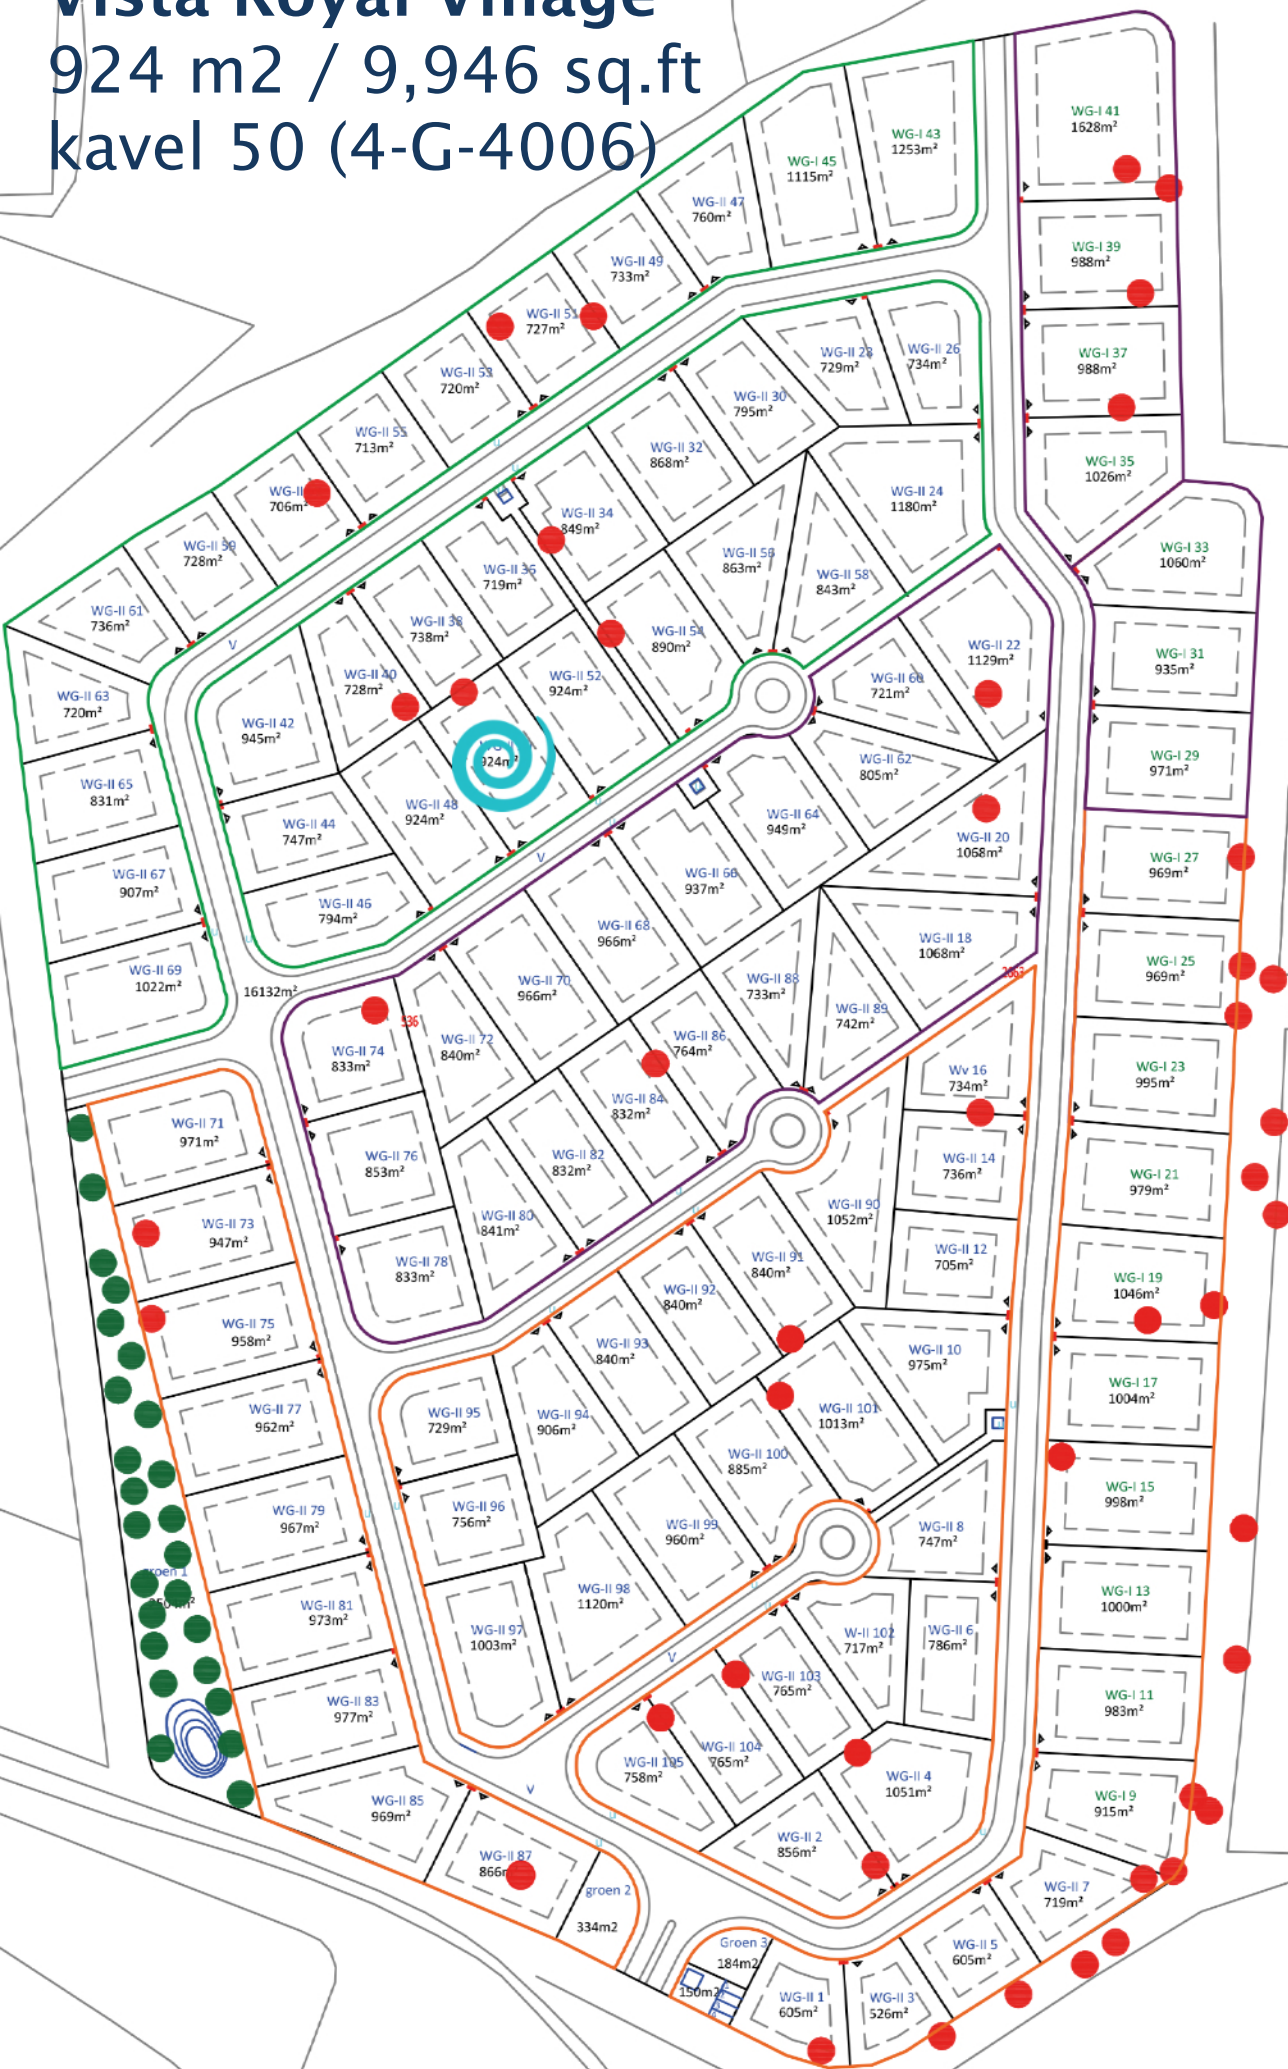 Vista Royal Village
924 m2 / 9,946 sq.ft
kavel 50 (4-G-4006)
WG-I 41
1628m²
WG-I 43
1253m²
WG-I 45
1115m²
WG-II 47
760m²
WG-I 39
988m²
WG-II 49
733m²
WG-II 51
727m²
WG-II 28
729m²
WG-II 26
734m²
WG-I 37
988m²
WG-II 53
720m²
WG-II 30
795m²
WG-II 55
713m²
WG-II 32
868m²
WG-I 35
1026m²
WG-II
706m²
WG-II 34
849m²
WG-II 24
1180m²
WG-II 59
728m²
WG-II 36
719m²
863m²
WG-II 58
843m²
WG-I 33
1060m²
WG-II 61
736m²
V
WG-II 38
738m²
WG-II 54
890m²
WG-II 22
1129m²
WG-I 31
935m²
WG-II 40
728m²
WG-II 52
924m²
WG-II 60
721m²
WG-II 63
720m²
WG-II 42
945m²
924m²
WG-II 62
805m²
WG-I 29
971m²
WG-II 65
831m²
WG-II 48
924m²
WG-II 44
747m²
WG-II 64
949m²
WG-II 20
1068m²
V
WG-II 67
907m²
WG-II 66
937m²
WG-I 27
969m²
WG-II 46
794m²
WG-II 68
966m²
WG-II 18
1068m²
WG-II 69
1022m²
16132m²
WG-II 70
966m²
WG-II 88
733m²
WG-I 25
969m²
936
WG-II 74
833m²
WG-II 72
840m²
WG-II 86
764m²
WG-II 89
742m²
Wv 16
734m²
WG-I 23
995m²
WG-II 71
971m²
WG-II 84
832m²
WG-II 76
853m²
WG-II 82
832m²
WG-II 14
736m²
WG-I 21
979m²
WG-II 73
947m²
WG-II 80
841m²
WG-II 90
1052m²
WG-II 78
833m²
WG-II 91
840m²
WG-II 12
705m²
WG-II 92
840m²
WG-I 19
1046m²
WG-II 75
958m²
WG-II 93
840m²
WG-II 10
975m²
WG-I 17
1004m²
WG-II 77
962m²
WG-II 95
729m²
WG-II 94
906m²
WG-II 101
1013m²
WG-II 100
885m²
WG-I 15
998m²
WG-II 79
967m²
WG-II 96
756m²
WG-II 99
960m²
WG-II 8
747m²
groen 1
WG-II 98
1120m²
WG-I 13
1000m²
WG-II 81
973m²
WG-II 97
1003m²
W-II 102
717m²
WG-II 6
786m²
V
WG-II 103
765m²
WG-II 83
977m²
WG-I 11
983m²
WG-II 105
758m²
WG-II 104
765m²
WG-II 4
1051m²
V
WG-II 85
969m²
WG-I 9
915m²
WG-II 2
856m²
WG-II 87
866m²
groen 2
334m2
WG-II 7
719m²
Groen 3
184m2
150m2
WG-II 5
605m²
WG-II 1
605m²
WG-II 3
526m²